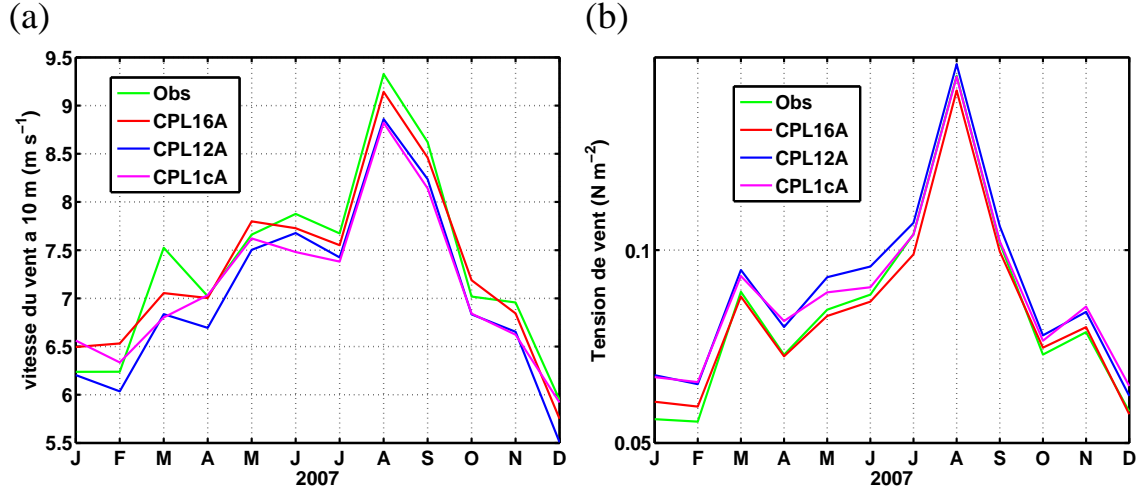 (a)
vitesse du vent a 10 m (m s⁻¹)
9.5
9
8.5
8
7.5
7
6.5
6
5.5
Obs
CPL16A
CPL12A
CPL1cA
J F M A M J J A S O N D
2007
(b)
Tension de vent (N m⁻²)
0.1
0.05
Obs
CPL16A
CPL12A
CPL1cA
J F M A M J J A S O N D
2007